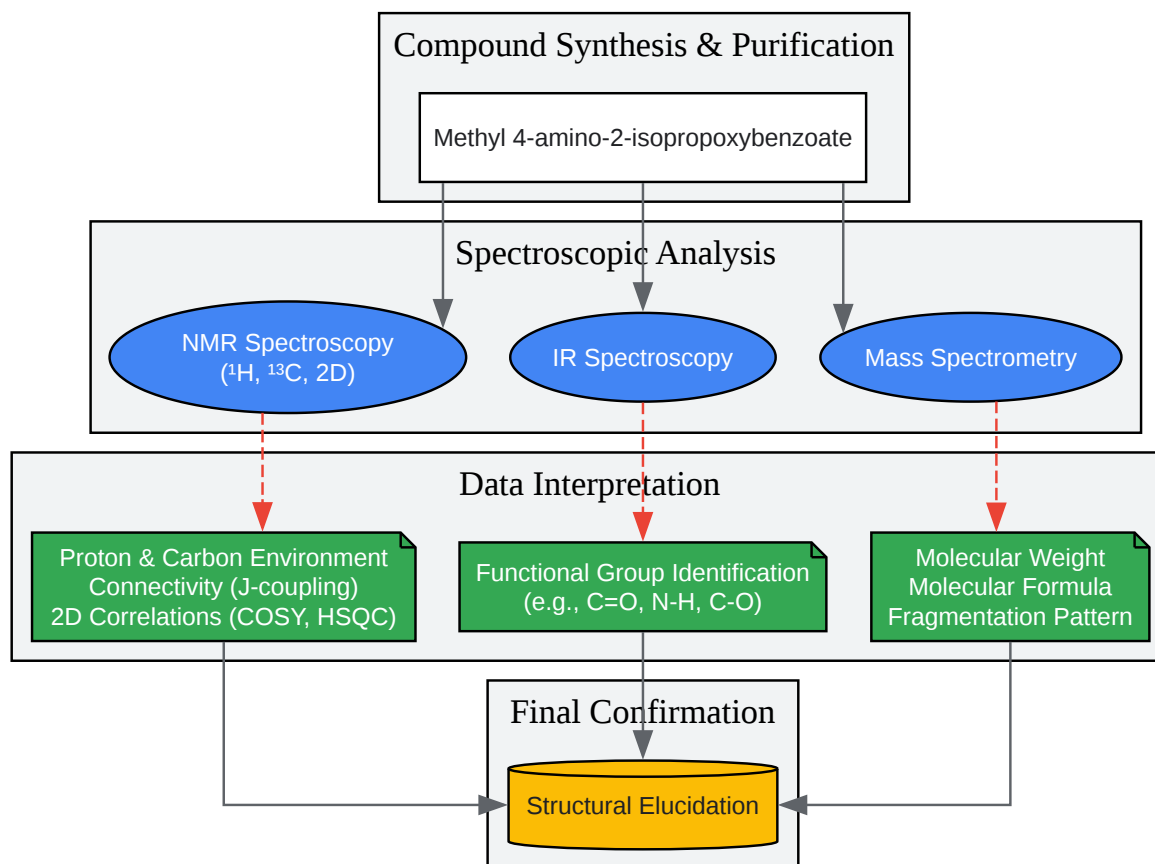 Compound Synthesis & Purification
Methyl 4-amino-2-isopropoxybenzoate
Spectroscopic Analysis
NMR Spectroscopy
(¹H, ¹³C, 2D)
IR Spectroscopy
Mass Spectrometry
Data Interpretation
Proton & Carbon Environment
Connectivity (J-coupling)
2D Correlations (COSY, HSQC)
Functional Group Identification
(e.g., C=O, N-H, C-O)
Molecular Weight
Molecular Formula
Fragmentation Pattern
Final Confirmation
Structural Elucidation